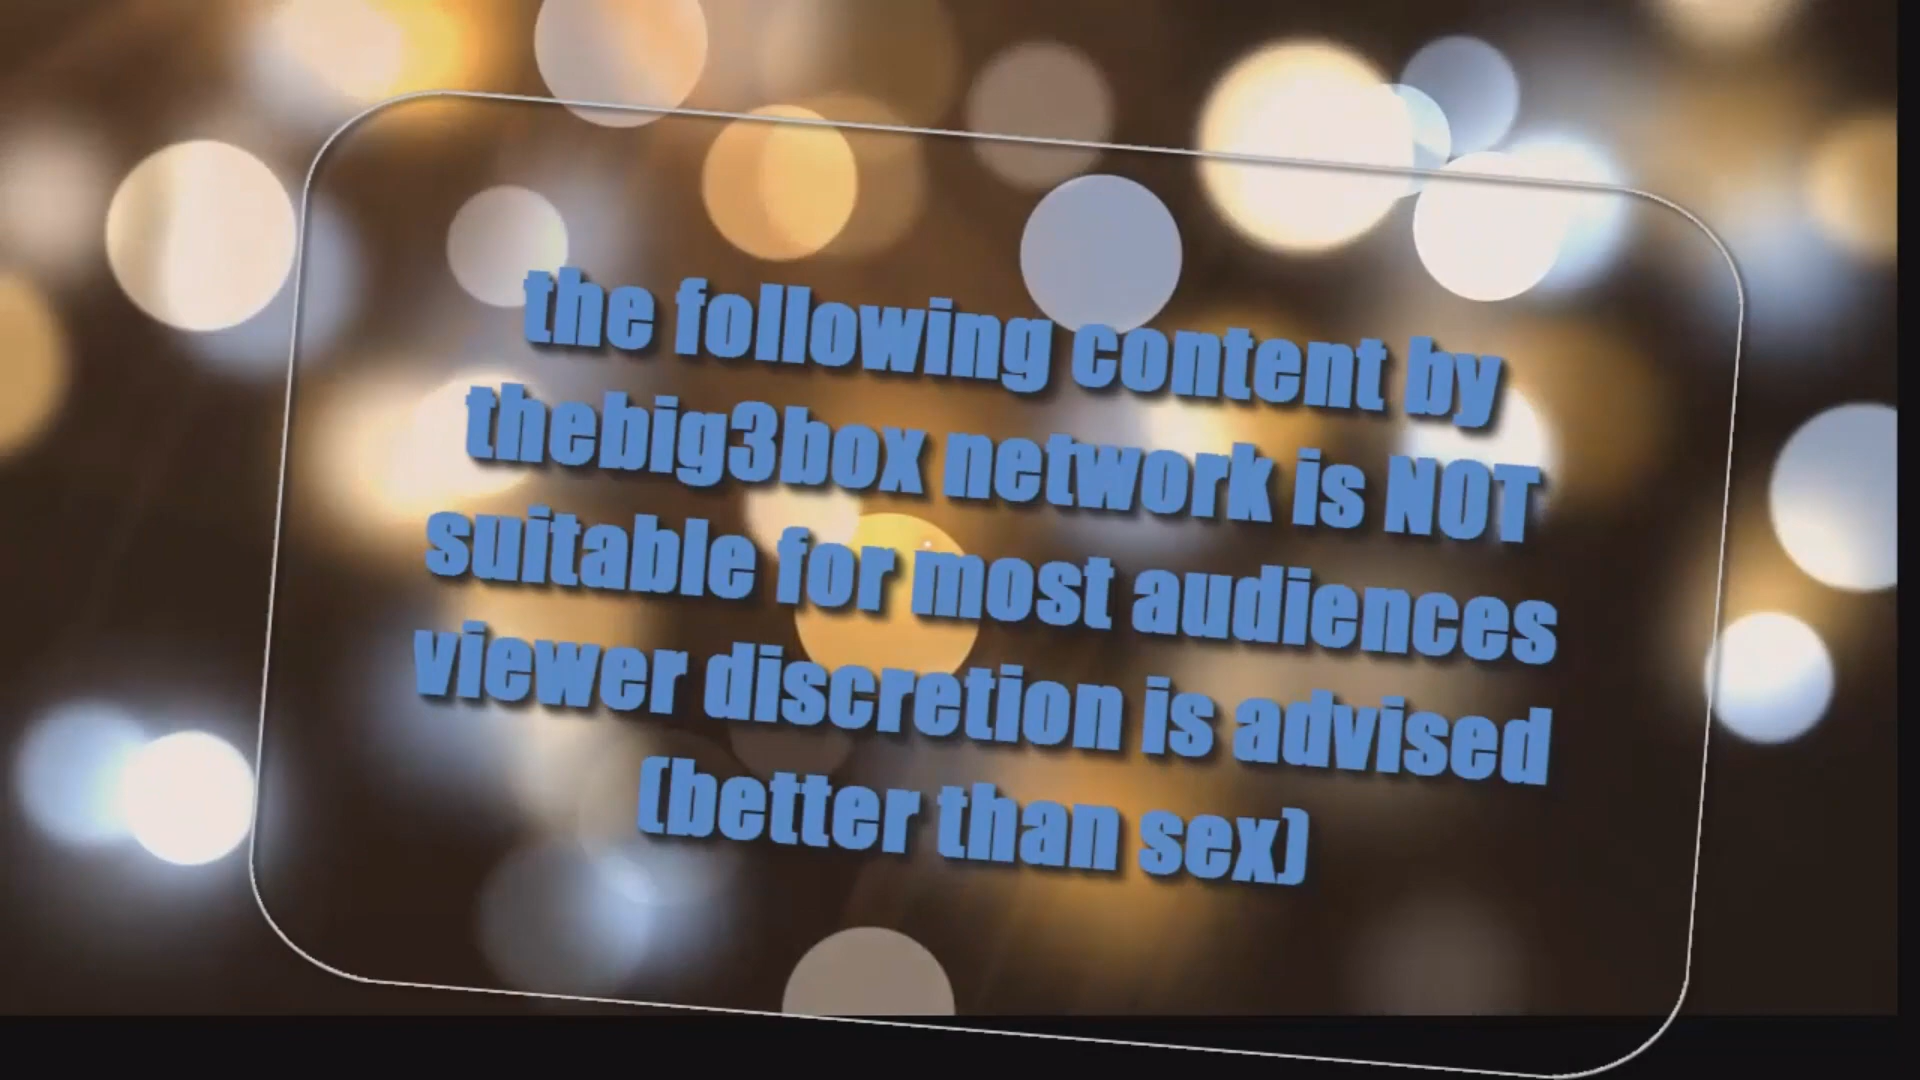 the following content by
thebig3box network is NOT
suitable for most audiences
viewer discretion is advised
(better than sex)